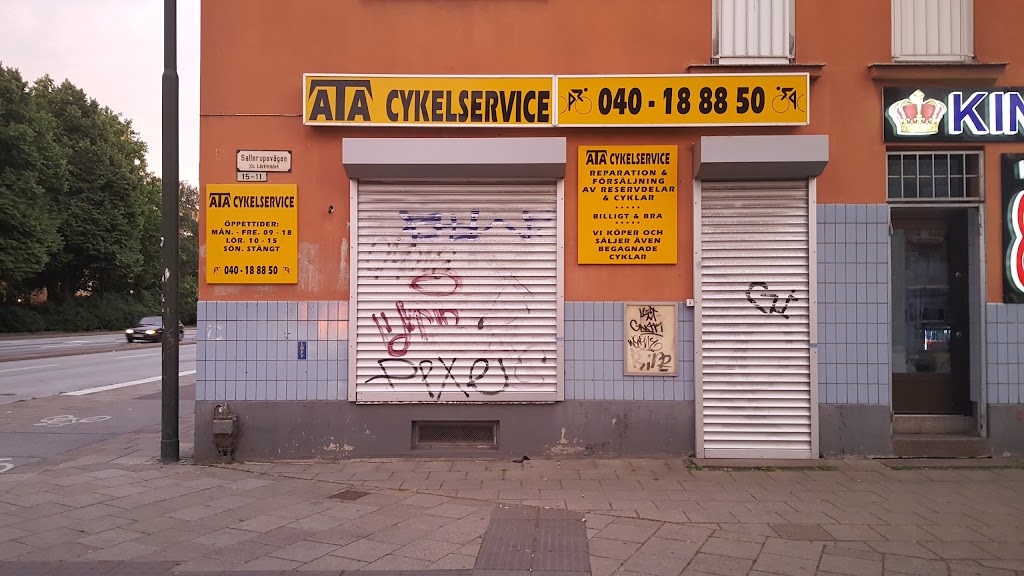 ATA CYKELSERVICE
040 - 18 88 50
KIN
Sallerupsvägen
15-11
ATA CYKELSERVICE
ÖPPETTIDER:
MÅN. - FRE. 09 - 18
LÖR. 10 - 15
SÖN. STÄNGT
040 - 18 88 50
ATA CYKELSERVICE
REPARATION &
FÖRSÄLJNING
AV RESERVDELAR
& CYKLAR
•••••
BILLIGT & BRA
•••••
VI KÖPER OCH
SÄLJER ÄVEN
BEGAGNADE
CYKLAR